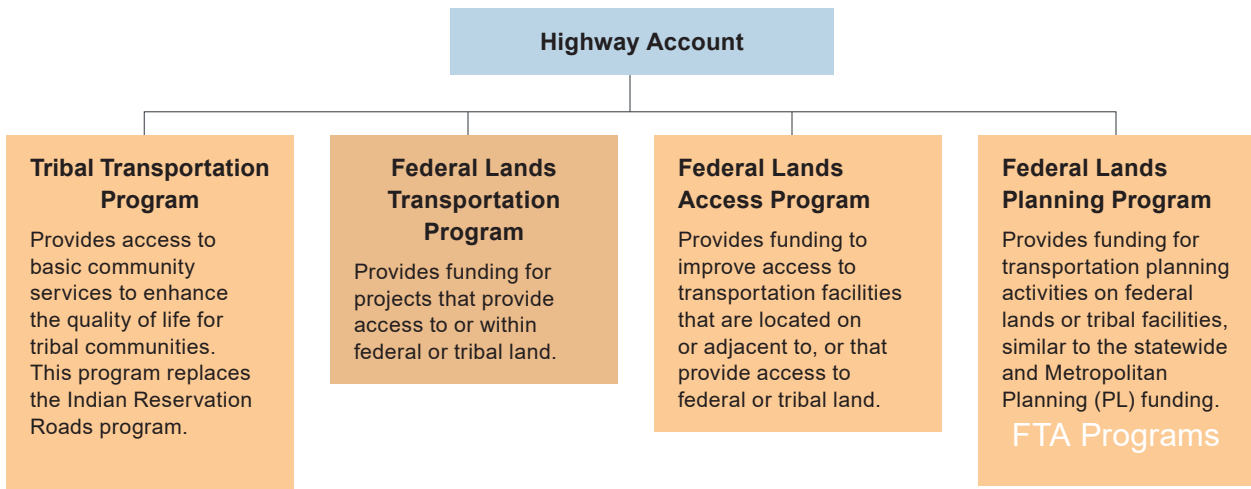 Highway Account
Tribal Transportation
Program
Provides access to
basic community
services to enhance
the quality of life for
tribal communities.
This program replaces
the Indian Reservation
Roads program.
Federal Lands
Transportation
Program
Provides funding for
projects that provide
access to or within
federal or tribal land.
Federal Lands
Access Program
Provides funding to
improve access to
transportation facilities
that are located on
or adjacent to, or that
provide access to
federal or tribal land.
Federal Lands
Planning Program
Provides funding for
transportation planning
activities on federal
lands or tribal facilities,
similar to the statewide
and Metropolitan
Planning (PL) funding.
FTA Programs